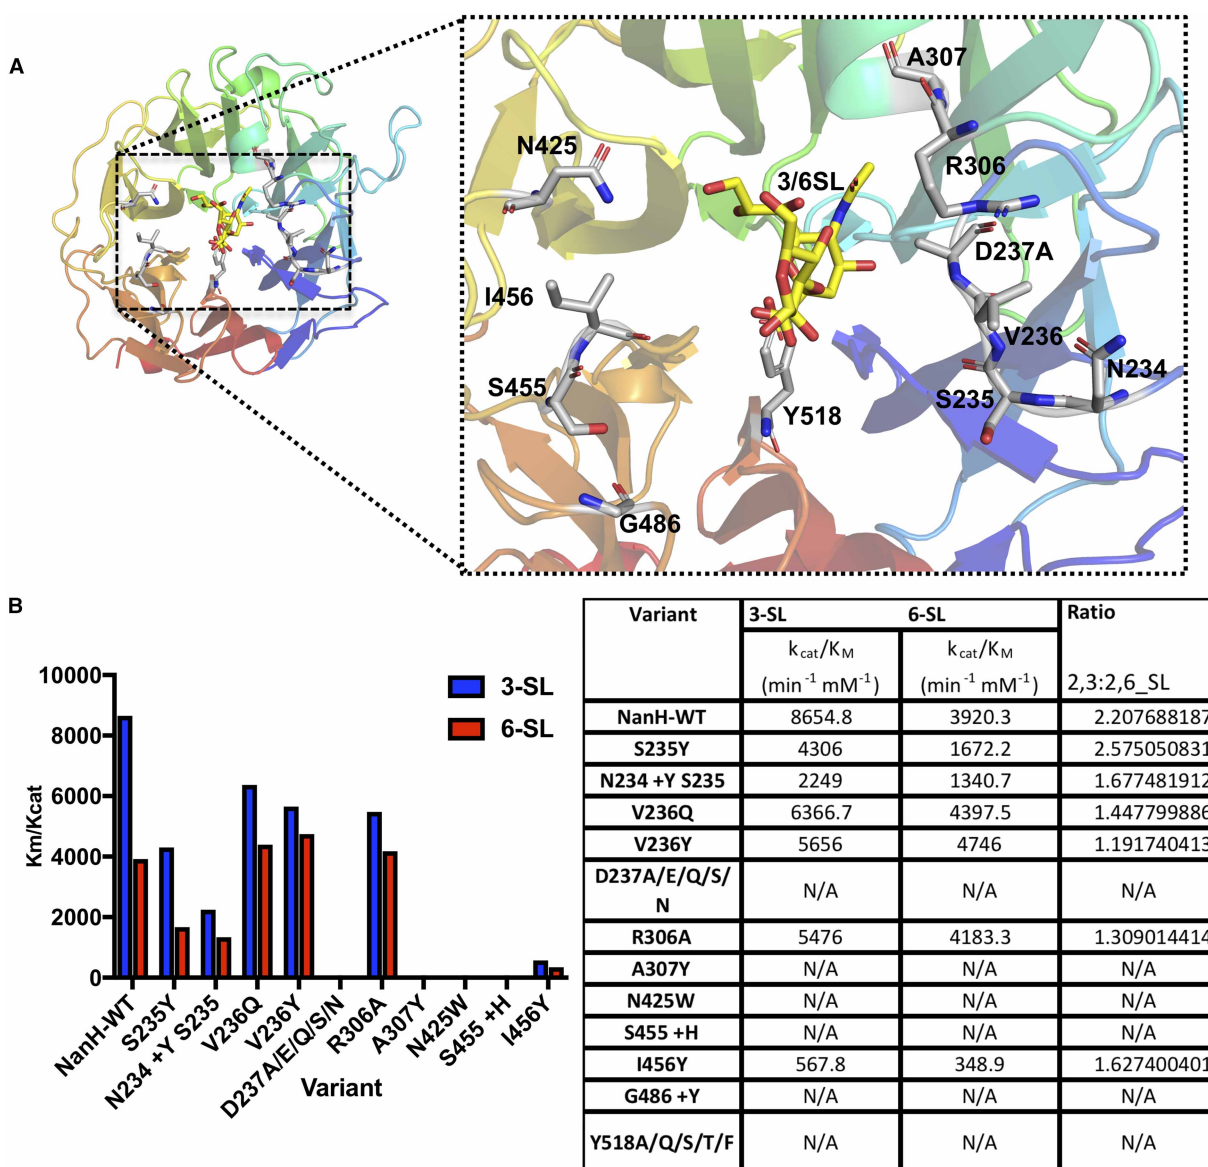 A
A307
N425
3/6SL
R306
D237A
I456
V236
N234
S455
S235
Y518
G486
B
10000
8000
6000
4000
2000
0
Km/Kcat
3-SL
6-SL
NanH-WT
S235Y
N234 +Y S235
V236Q
V236Y
D237A/E/Q/S/N
R306A
A307Y
N425W
S455 +H
I456Y
Variant
Variant 3-SL 6-SL Ratio
kcat/KM kcat/KM
(min-1 mM-1) (min-1 mM-1) 2,3:2,6_SL
NanH-WT 8654.8 3920.3 2.207688187
S235Y 4306 1672.2 2.575050831
N234 +Y S235 2249 1340.7 1.677481912
V236Q 6366.7 4397.5 1.447799886
V236Y 5656 4746 1.191740413
D237A/E/Q/S/
N N/A N/A N/A
R306A 5476 4183.3 1.309014414
A307Y N/A N/A N/A
N425W N/A N/A N/A
S455 +H N/A N/A N/A
I456Y 567.8 348.9 1.627400401
G486 +Y N/A N/A N/A
Y518A/Q/S/T/F N/A N/A N/A